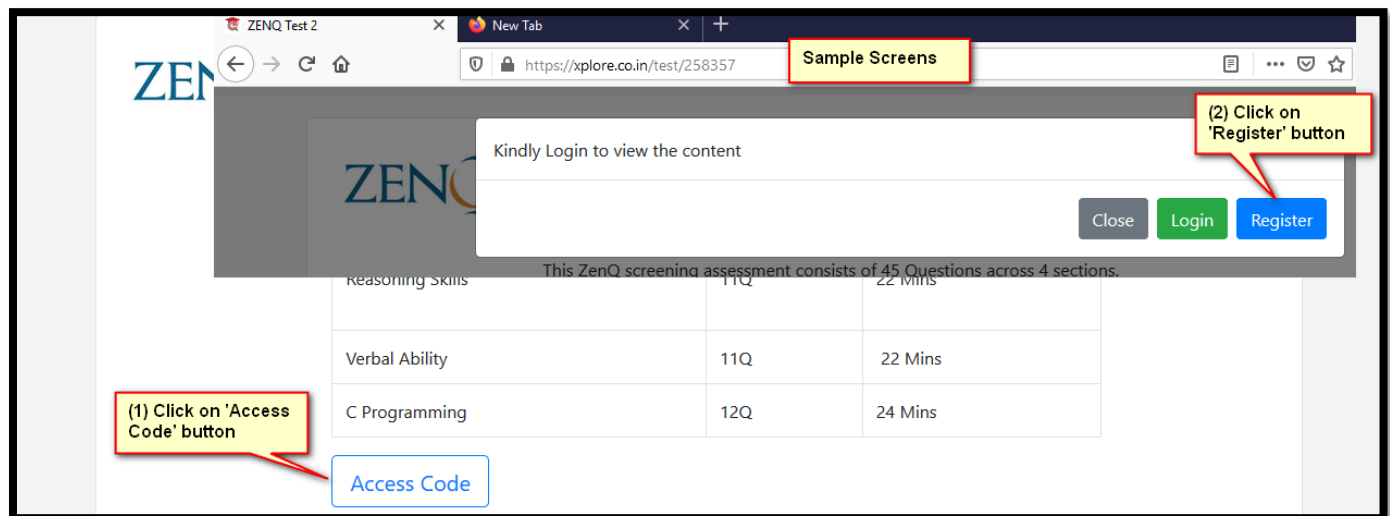 ZENQ Test 2
New Tab
https://xplore.co.in/test/258357
Sample Screens
(2) Click on
'Register' button
Kindly Login to view the content
ZENQ
Close
Login
Register
This ZenQ screening assessment consists of 45 Questions across 4 sections.
Reasoning Skills 11Q 22 Mins
Verbal Ability 11Q 22 Mins
C Programming 12Q 24 Mins
(1) Click on 'Access
Code' button
Access Code